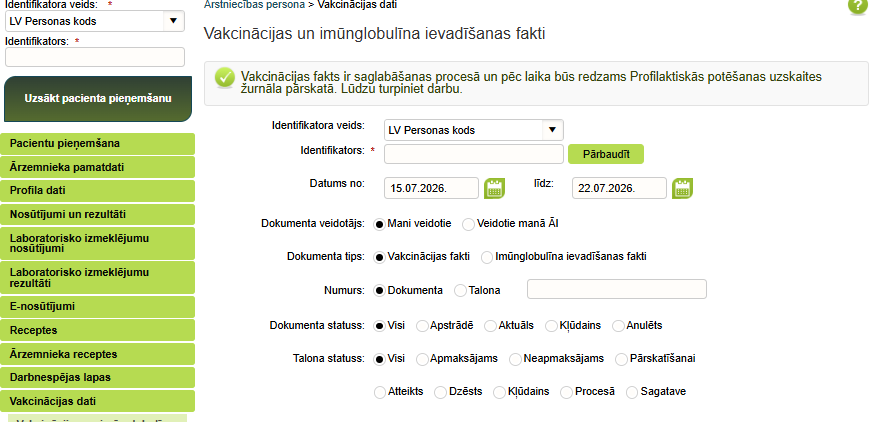 Identifikatora veids: *
LV Personas kods
Identifikators: *
Uzsākt pacienta pieņemšanu
Pacientu pieņemšana
Ārzemnieka pamatdati
Profila dati
Nosūtījumi un rezultāti
Laboratorisko izmeklējumu
nosūtījumi
Laboratorisko izmeklējumu
rezultāti
E-nosūtījumi
Receptes
Ārzemnieka receptes
Darbnespējas lapas
Vakcinācijas dati
Ārstniecības persona > Vakcinācijas dati
?
Vakcinācijas un imūnglobulīna ievadīšanas fakti
Vakcinācijas fakts ir saglabāšanas procesā un pēc laika būs redzams Profilaktiskās potēšanas uzskaites
žurnāla pārskatā. Lūdzu turpiniet darbu.
Identifikatora veids: LV Personas kods
Identifikators: * Pārbaudīt
Datums no: 15.07.2026. līdz: 22.07.2026.
Dokumenta veidotājs: Mani veidotie Veidotie manā ĀI
Dokumenta tips: Vakcinācijas fakti Imūnglobulīna ievadīšanas fakti
Numurs: Dokumenta Talona
Dokumenta statuss: Visi Apstrādē Aktuāls Kļūdains Anulēts
Talona statuss: Visi Apmaksājams Neapmaksājams Pārskatīšanai
Atteikts Dzēsts Kļūdains Procesā Sagatave